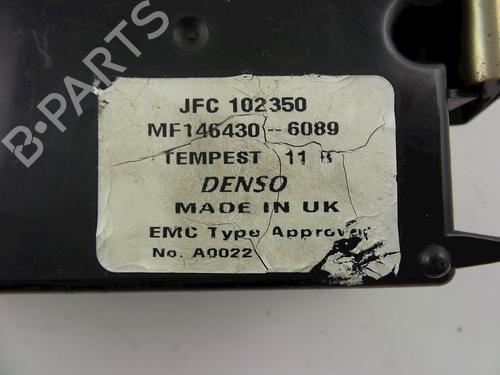 JFC 102350
MF146430--6089
TEMPEST 11 R
DENSO
MADE IN UK
EMC Type Approval
No. A0022
B-PARTS